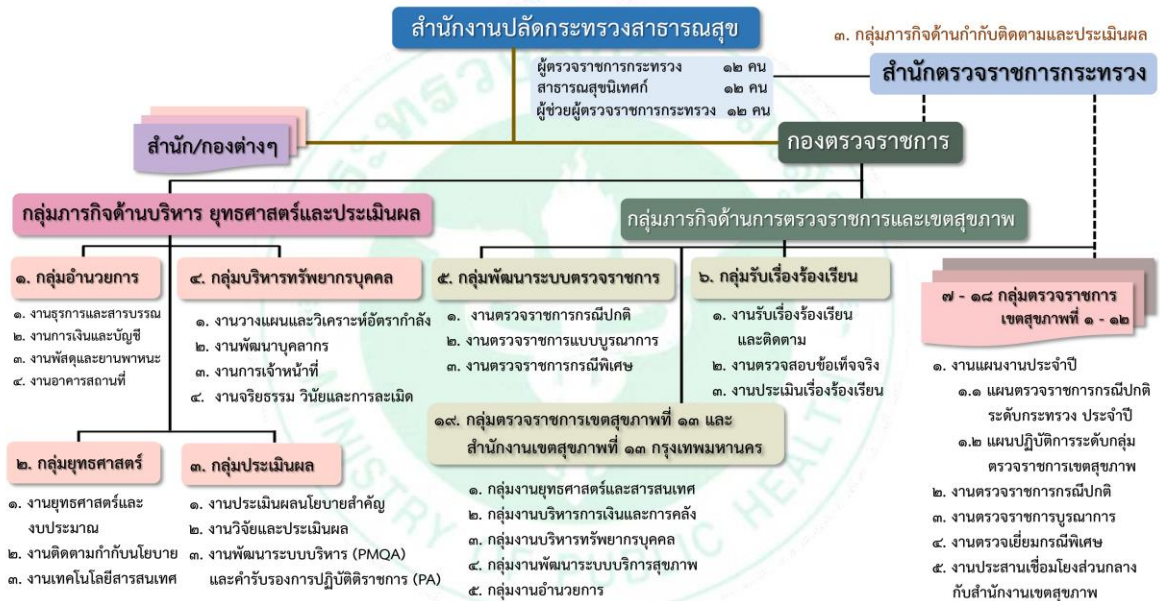 สำนักงานปลัดกระทรวงสาธารณสุข
๓. กลุ่มภารกิจด้านกำกับติดตามและประเมินผล
ผู้ตรวจราชการกระทรวง ๑๒ คน
สาธารณสุขนิเทศก์ ๑๒ คน
ผู้ช่วยผู้ตรวจราชการกระทรวง ๑๒ คน
สำนักตรวจราชการกระทรวง
สำนัก/กองต่างๆ
กองตรวจราชการ
กลุ่มภารกิจด้านบริหาร ยุทธศาสตร์และประเมินผล
กลุ่มภารกิจด้านการตรวจราชการและเขตสุขภาพ
๑. กลุ่มอำนวยการ
๑. งานธุรการและสารบรรณ
๒. งานการเงินและบัญชี
๓. งานพัสดุและยานพาหนะ
๔. งานอาคารสถานที่
๔. กลุ่มบริหารทรัพยากรบุคคล
๑. งานวางแผนและวิเคราะห์อัตรากำลัง
๒. งานพัฒนาบุคลากร
๓. งานการเจ้าหน้าที่
๔. งานจริยธรรม วินัยและการละเมิด
๕. กลุ่มพัฒนาระบบตรวจราชการ
๑. งานตรวจราชการกรณีปกติ
๒. งานตรวจราชการแบบบูรณาการ
๓. งานตรวจราชการกรณีพิเศษ
๖. กลุ่มรับเรื่องร้องเรียน
๑. งานรับเรื่องร้องเรียน
และติดตาม
๒. งานตรวจสอบข้อเท็จจริง
๓. งานประเมินเรื่องร้องเรียน
๗ - ๑๘ กลุ่มตรวจราชการ
เขตสุขภาพที่ ๑ - ๑๒
๑. งานแผนงานประจำปี
๑.๑ แผนตรวจราชการกรณีปกติ
ระดับกระทรวง ประจำปี
๑.๒ แผนปฏิบัติการระดับกลุ่ม
ตรวจราชการเขตสุขภาพ
๒. งานตรวจราชการกรณีปกติ
๓. งานตรวจราชการบูรณาการ
๔. งานตรวจเยี่ยมกรณีพิเศษ
๕. งานประสานเชื่อมโยงส่วนกลาง
กับสำนักงานเขตสุขภาพ
๒. กลุ่มยุทธศาสตร์
๑. งานยุทธศาสตร์และ
งบประมาณ
๒. งานติดตามกำกับนโยบาย
๓. งานเทคโนโลยีสารสนเทศ
๓. กลุ่มประเมินผล
๑. งานประเมินผลนโยบายสำคัญ
๒. งานวิจัยและประเมินผล
๓. งานพัฒนาระบบบริหาร (PMQA)
และคำรับรองการปฏิบัติราชการ (PA)
๑๙. กลุ่มตรวจราชการเขตสุขภาพที่ ๑๓ และ
สำนักงานเขตสุขภาพที่ ๑๓ กรุงเทพมหานคร
๑. กลุ่มงานยุทธศาสตร์และสารสนเทศ
๒. กลุ่มงานบริหารการเงินและการคลัง
๓. กลุ่มงานบริหารทรัพยากรบุคคล
๔. กลุ่มงานพัฒนาระบบบริการสุขภาพ
๕. กลุ่มงานอำนวยการ
MINISTRY OF PUBLIC HEALTH